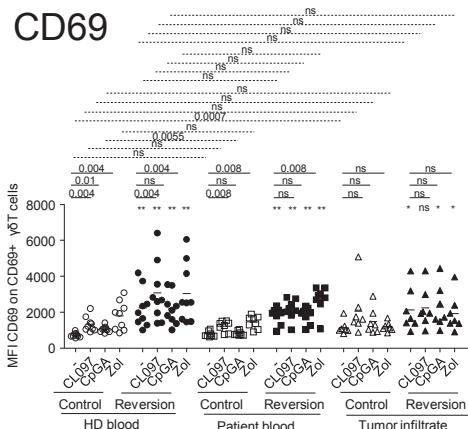 CD69
ns
ns
ns
ns
ns
ns
ns
ns
ns
0.0007
ns
0.0055
ns
ns
0.004 0.004 0.008 0.008 ns ns
0.01 ns ns ns ns ns
0.004 0.004 0.008 ns ns ns
** ** ** ** ** ** ** ** * ns * *
MFI CD69 on CD69+ γδT cells
8000
6000
4000
2000
0
- CL097 CpGA Zol - CL097 CpGA Zol - CL097 CpGA Zol - CL097 CpGA Zol - CL097 CpGA Zol - CL097 CpGA Zol
Control Reversion Control Reversion Control Reversion
HD blood Patient blood Tumor infiltrate